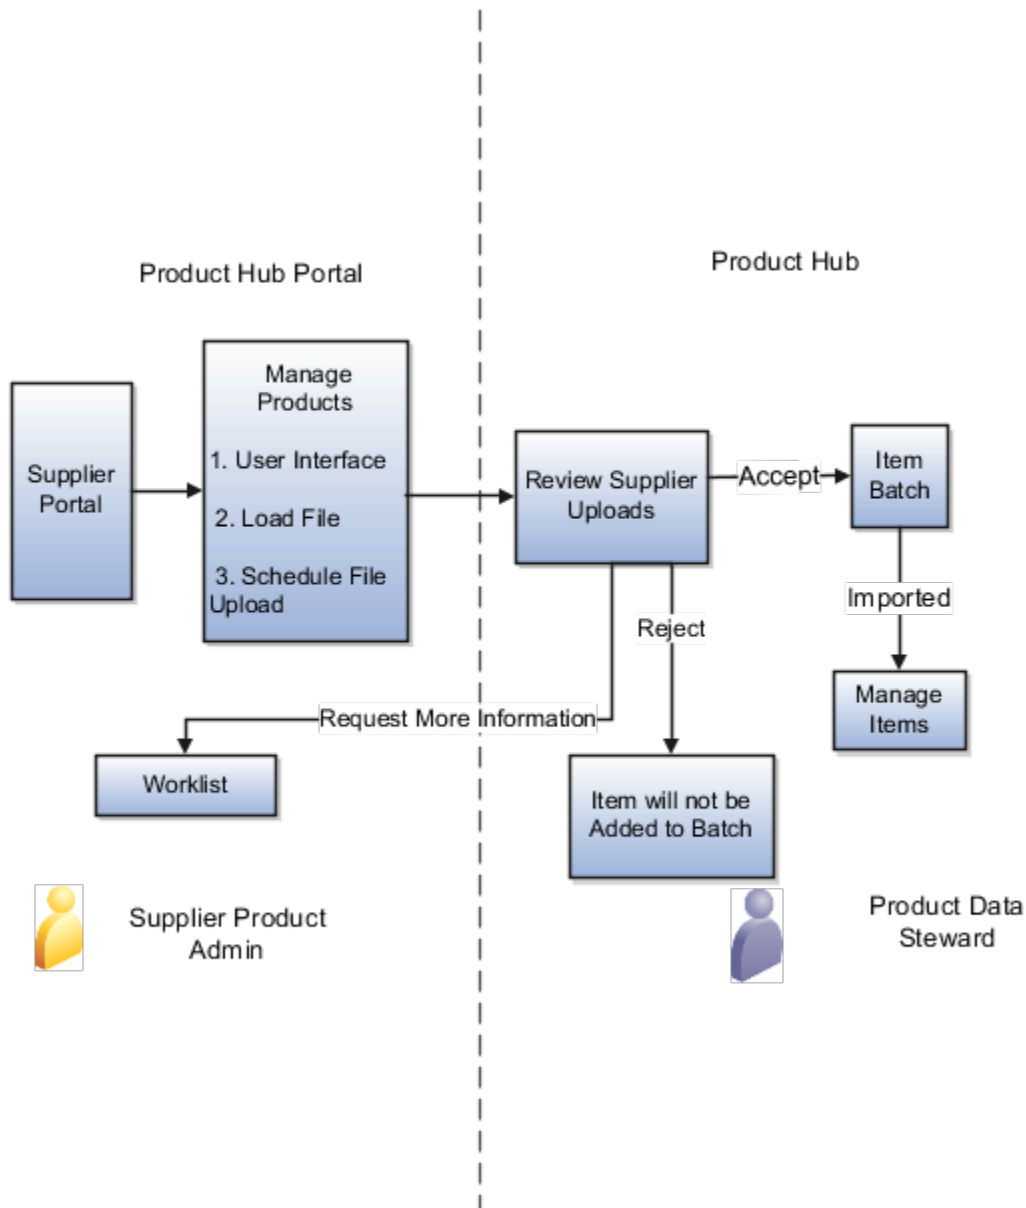 Product Hub Portal
Product Hub
Supplier
Portal
Manage
Products
1. User Interface
2. Load File
3. Schedule File
Upload
Review Supplier
Uploads
Accept
Item
Batch
Imported
Manage
Items
Reject
Request More Information
Worklist
Item will not be
Added to Batch
Supplier Product
Admin
Product Data
Steward